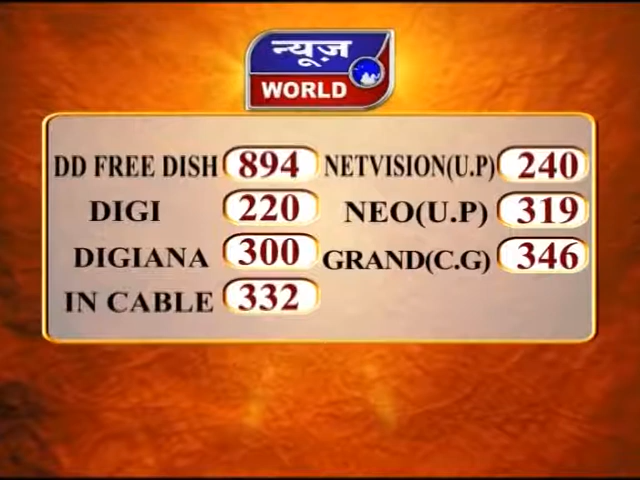 न्यूज़
WORLD
DD FREE DISH 894 NETVISION(U.P) 240
DIGI 220 NEO(U.P) 319
DIGIANA 300 GRAND(C.G) 346
IN CABLE 332